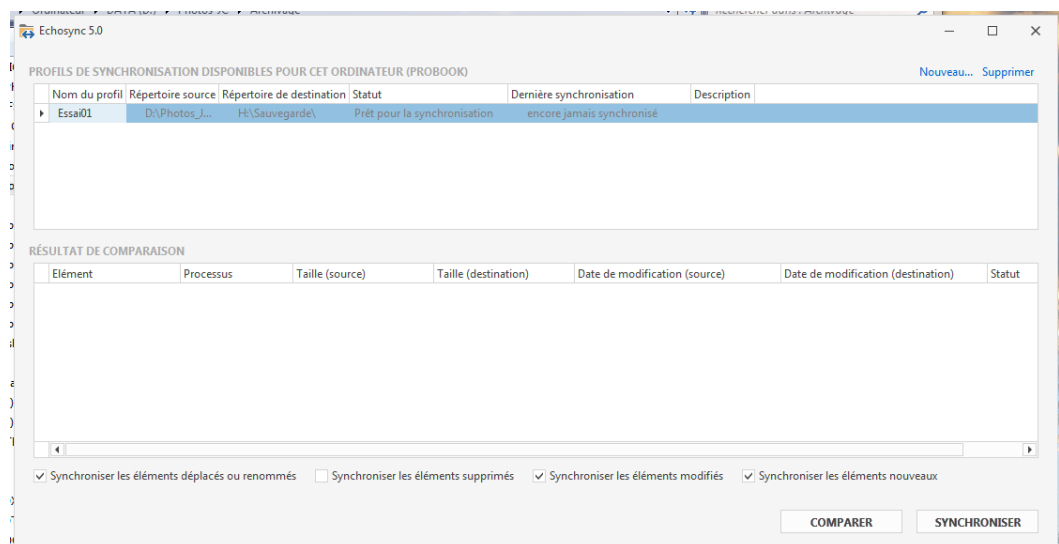 Echosync 5.0
PROFILS DE SYNCHRONISATION DISPONIBLES POUR CET ORDINATEUR (PROBOOK)
Nouveau... Supprimer
Nom du profil Répertoire source Répertoire de destination Statut Dernière synchronisation Description
Essai01 D:\Photos_J... H:\Sauvegarde\ Prêt pour la synchronisation encore jamais synchronisé
RÉSULTAT DE COMPARAISON
Elément Processus Taille (source) Taille (destination) Date de modification (source) Date de modification (destination) Statut
Synchroniser les éléments déplacés ou renommés Synchroniser les éléments supprimés Synchroniser les éléments modifiés Synchroniser les éléments nouveaux
COMPARER SYNCHRONISER